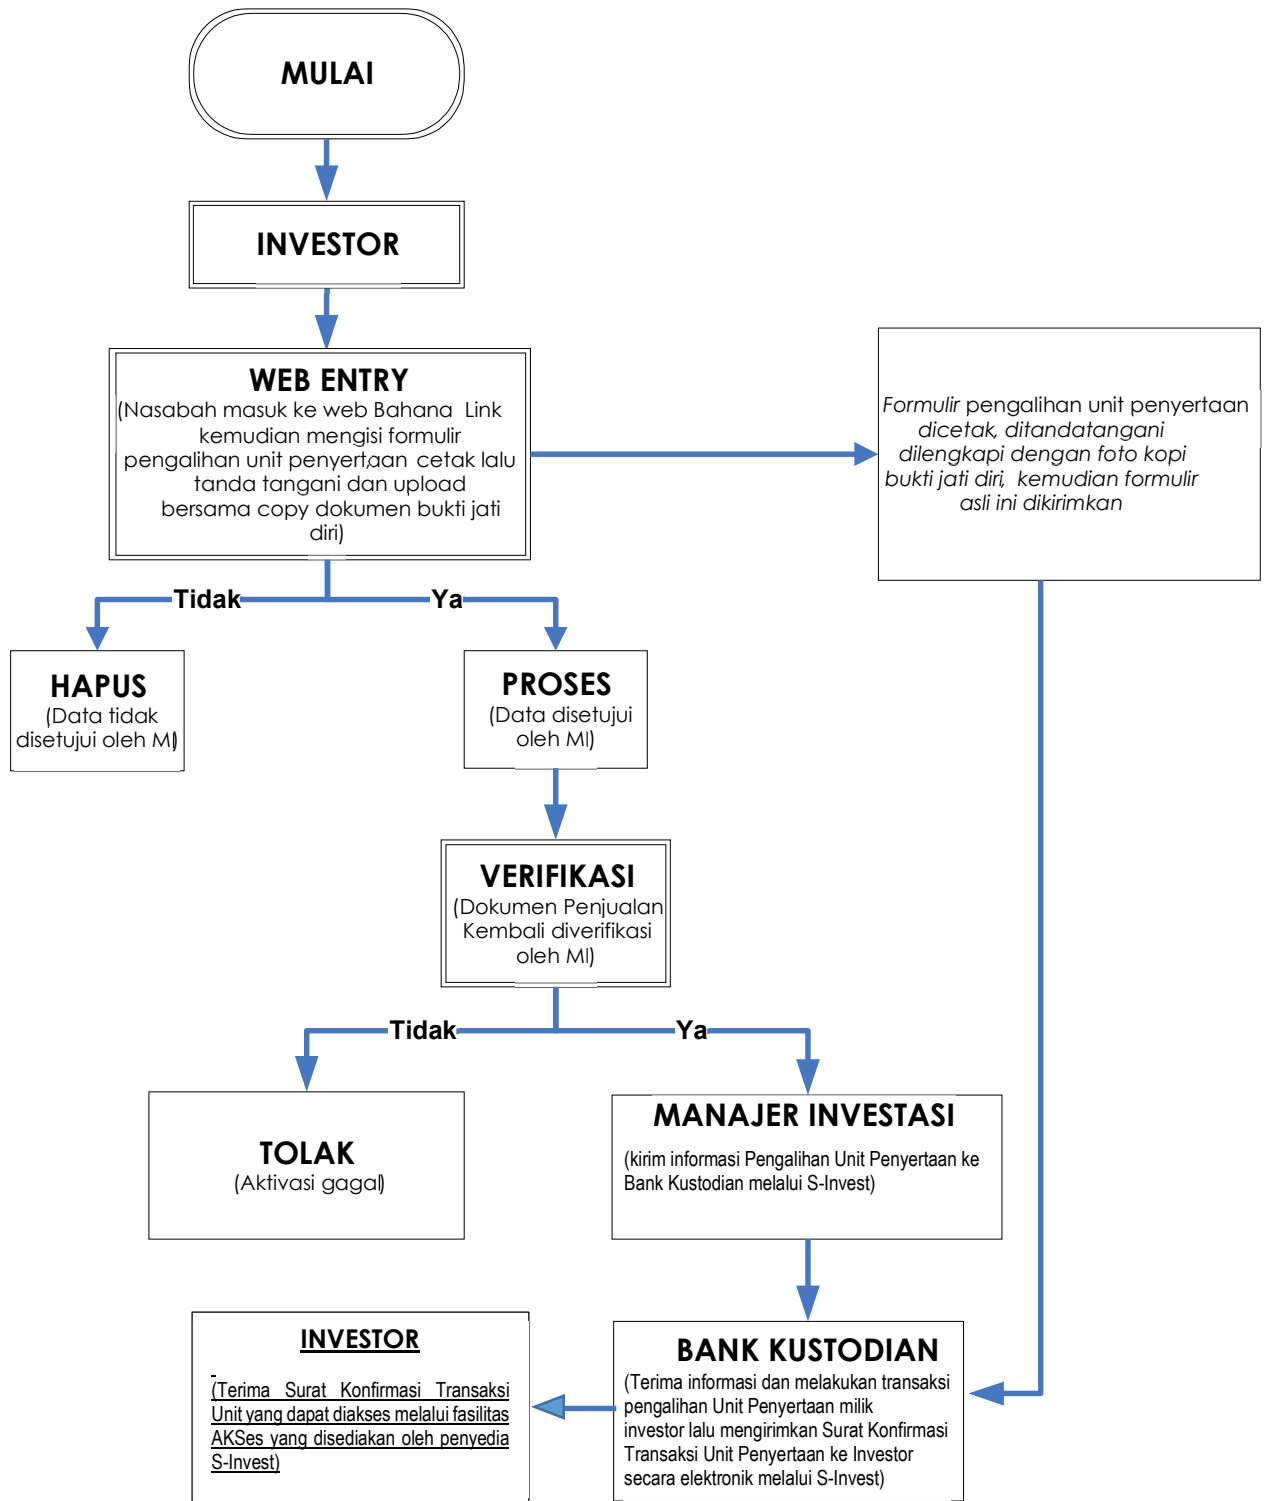 MULAI
INVESTOR
WEB ENTRY
(Nasabah masuk ke web Bahana Link
kemudian mengisi formulir
pengalihan unit penyertaan cetak lalu
tanda tangani dan upload
bersama copy dokumen bukti jati
diri)
Formulir pengalihan unit penyertaan
dicetak, ditandatangani
dilengkapi dengan foto kopi
bukti jati diri, kemudian formulir
asli ini dikirimkan
Tidak
Ya
HAPUS
(Data tidak
disetujui oleh MI)
PROSES
(Data disetujui
oleh MI)
VERIFIKASI
(Dokumen Penjualan
Kembali diverifikasi
oleh MI)
Tidak
Ya
TOLAK
(Aktivasi gagal)
MANAJER INVESTASI
(kirim informasi Pengalihan Unit Penyertaan ke
Bank Kustodian melalui S-Invest)
INVESTOR
(Terima Surat Konfirmasi Transaksi
Unit yang dapat diakses melalui fasilitas
AKSes yang disediakan oleh penyedia
S-Invest)
BANK KUSTODIAN
(Terima informasi dan melakukan transaksi
pengalihan Unit Penyertaan milik
investor lalu mengirimkan Surat Konfirmasi
Transaksi Unit Penyertaan ke Investor
secara elektronik melalui S-Invest)